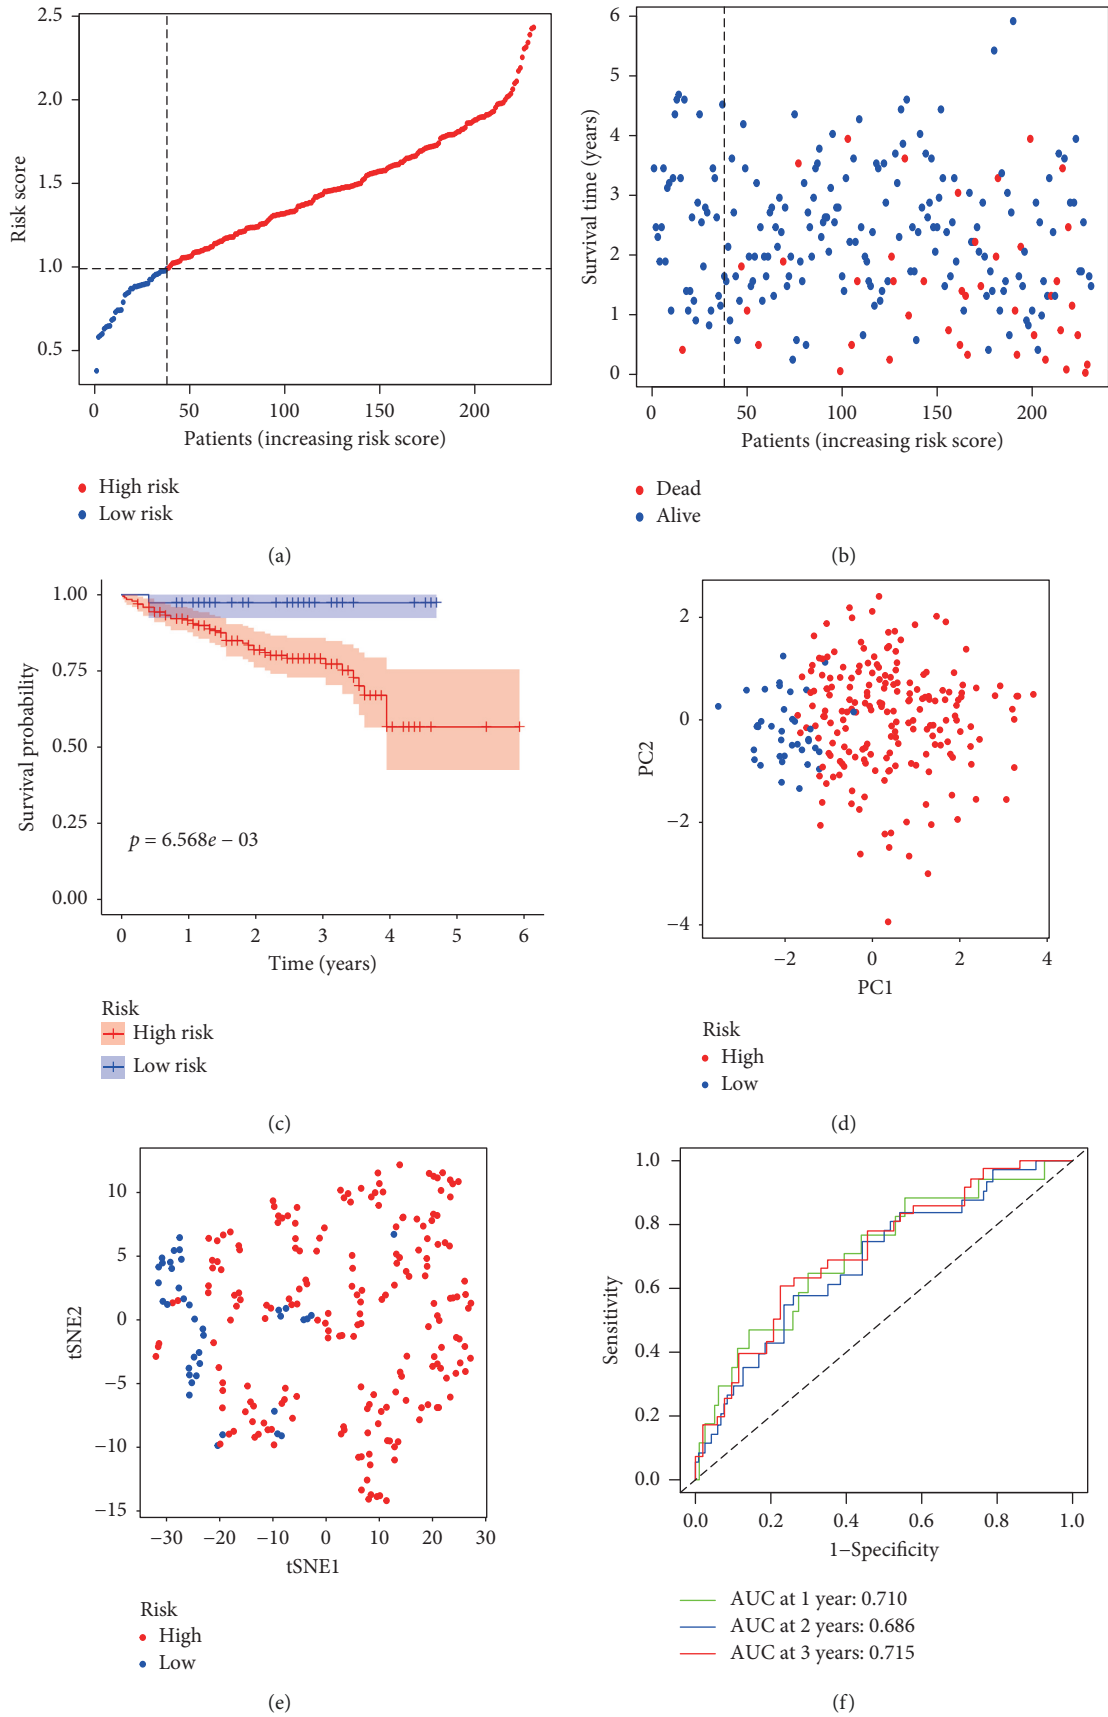 2.5
2.0
1.5
1.0
0.5
Risk score
0
50
100
150
200
Patients (increasing risk score)
High risk
Low risk
(a)
6
5
4
3
2
1
0
Survival time (years)
0
50
100
150
200
Patients (increasing risk score)
Dead
Alive
(b)
1.00
0.75
0.50
0.25
0.00
Survival probability
p = 6.568e − 03
0
1
2
3
4
5
6
Time (years)
Risk
High risk
Low risk
(c)
2
0
−2
−4
PC2
−2
0
2
4
PC1
Risk
High
Low
(d)
10
5
0
−5
−10
−15
tSNE2
−30
−20
−10
0
10
20
30
tSNE1
Risk
High
Low
(e)
1.0
0.8
0.6
0.4
0.2
0.0
Sensitivity
0.0
0.2
0.4
0.6
0.8
1.0
1−Specificity
AUC at 1 year: 0.710
AUC at 2 years: 0.686
AUC at 3 years: 0.715
(f)